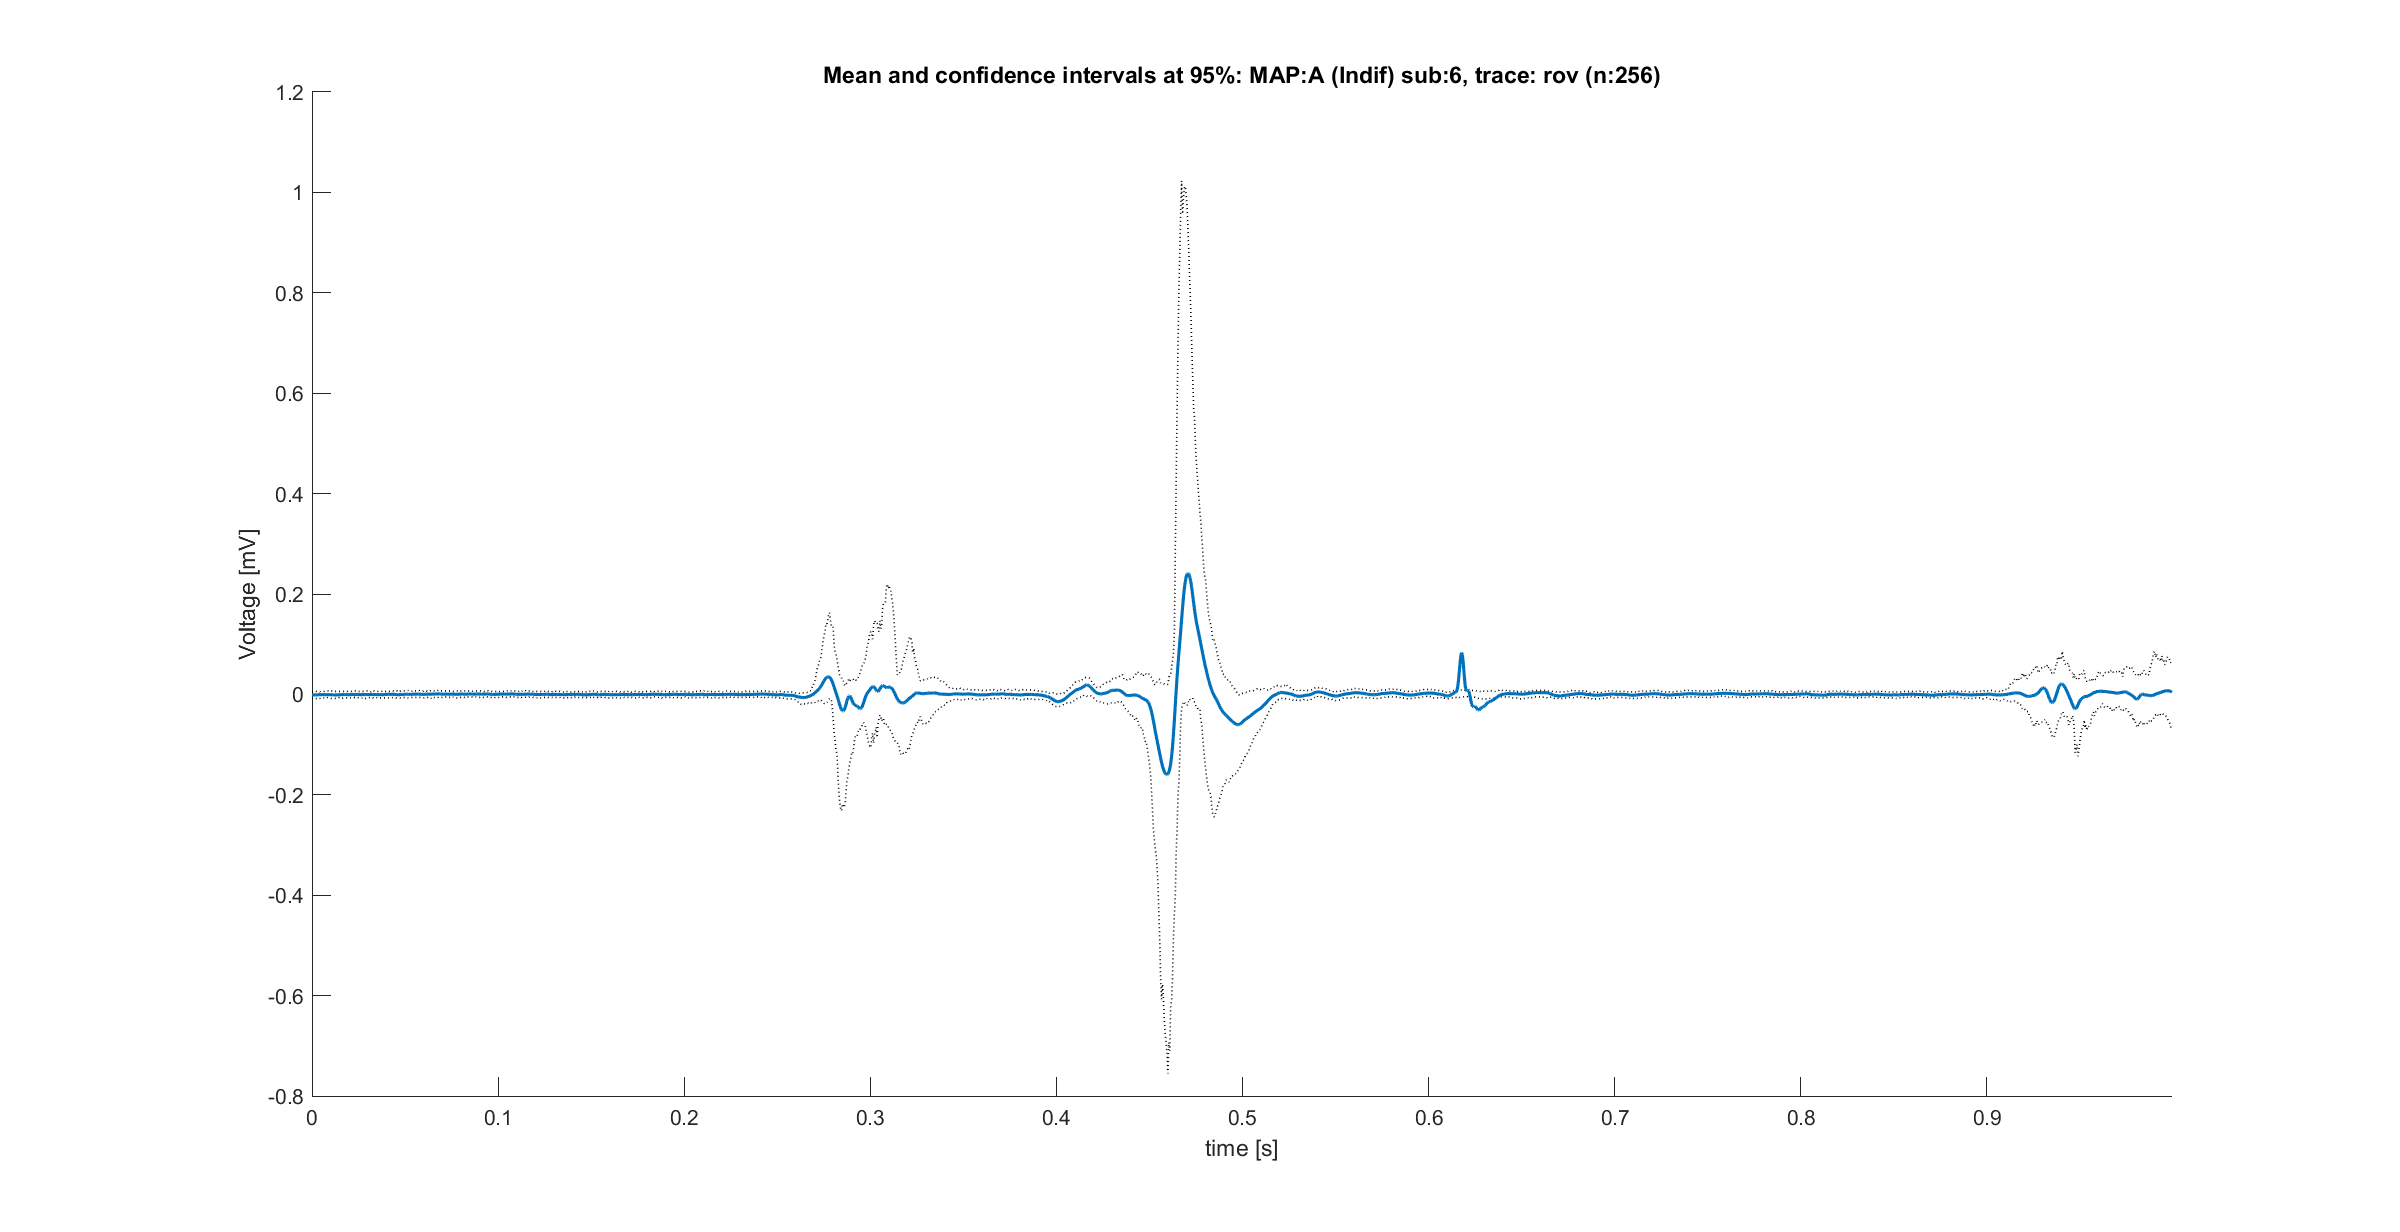 Mean and confidence intervals at 95%: MAP:A (Indif) sub:6, trace: rov (n:256)
1.2
1
0.8
0.6
0.4
0.2
0
-0.2
-0.4
-0.6
-0.8
Voltage [mV]
0 0.1 0.2 0.3 0.4 0.5 0.6 0.7 0.8 0.9
time [s]